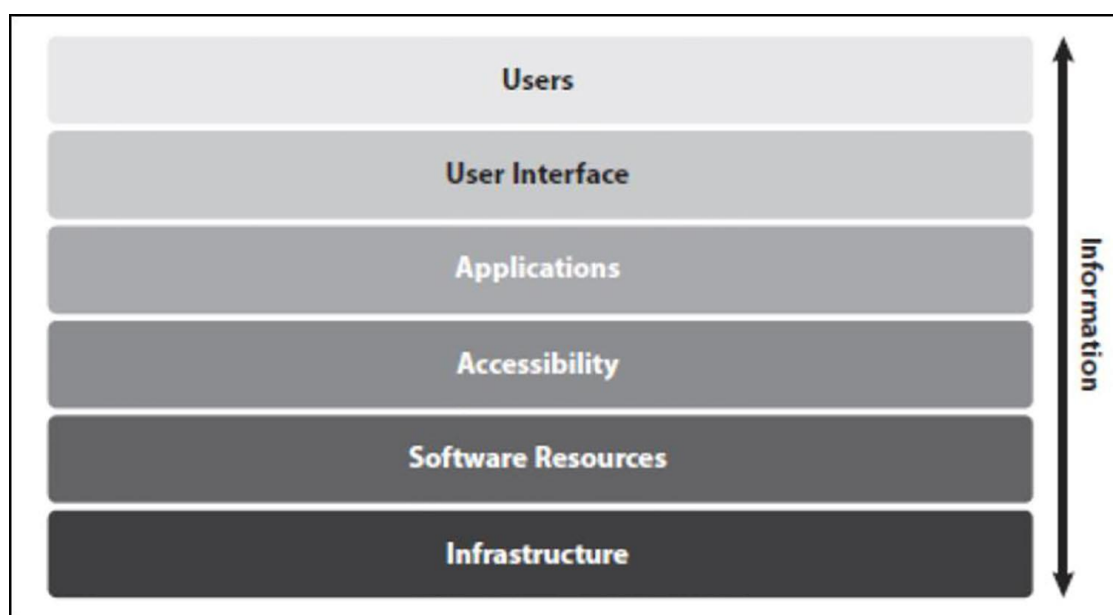 Users
User Interface
Applications
Accessibility
Software Resources
Infrastructure
Information